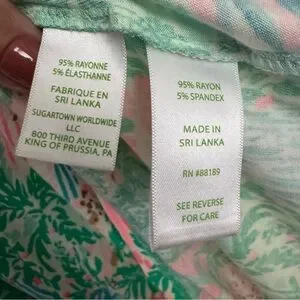 95% RAYONNE
5% ÉLASTHANNE
FABRIQUE EN
SRI LANKA
SUGARTOWN WORLDWIDE
LLC
800 THIRD AVENUE
KING OF PRUSSIA, PA
95% RAYON
5% SPANDEX
MADE IN
SRI LANKA
RN #88189
SEE REVERSE
FOR CARE